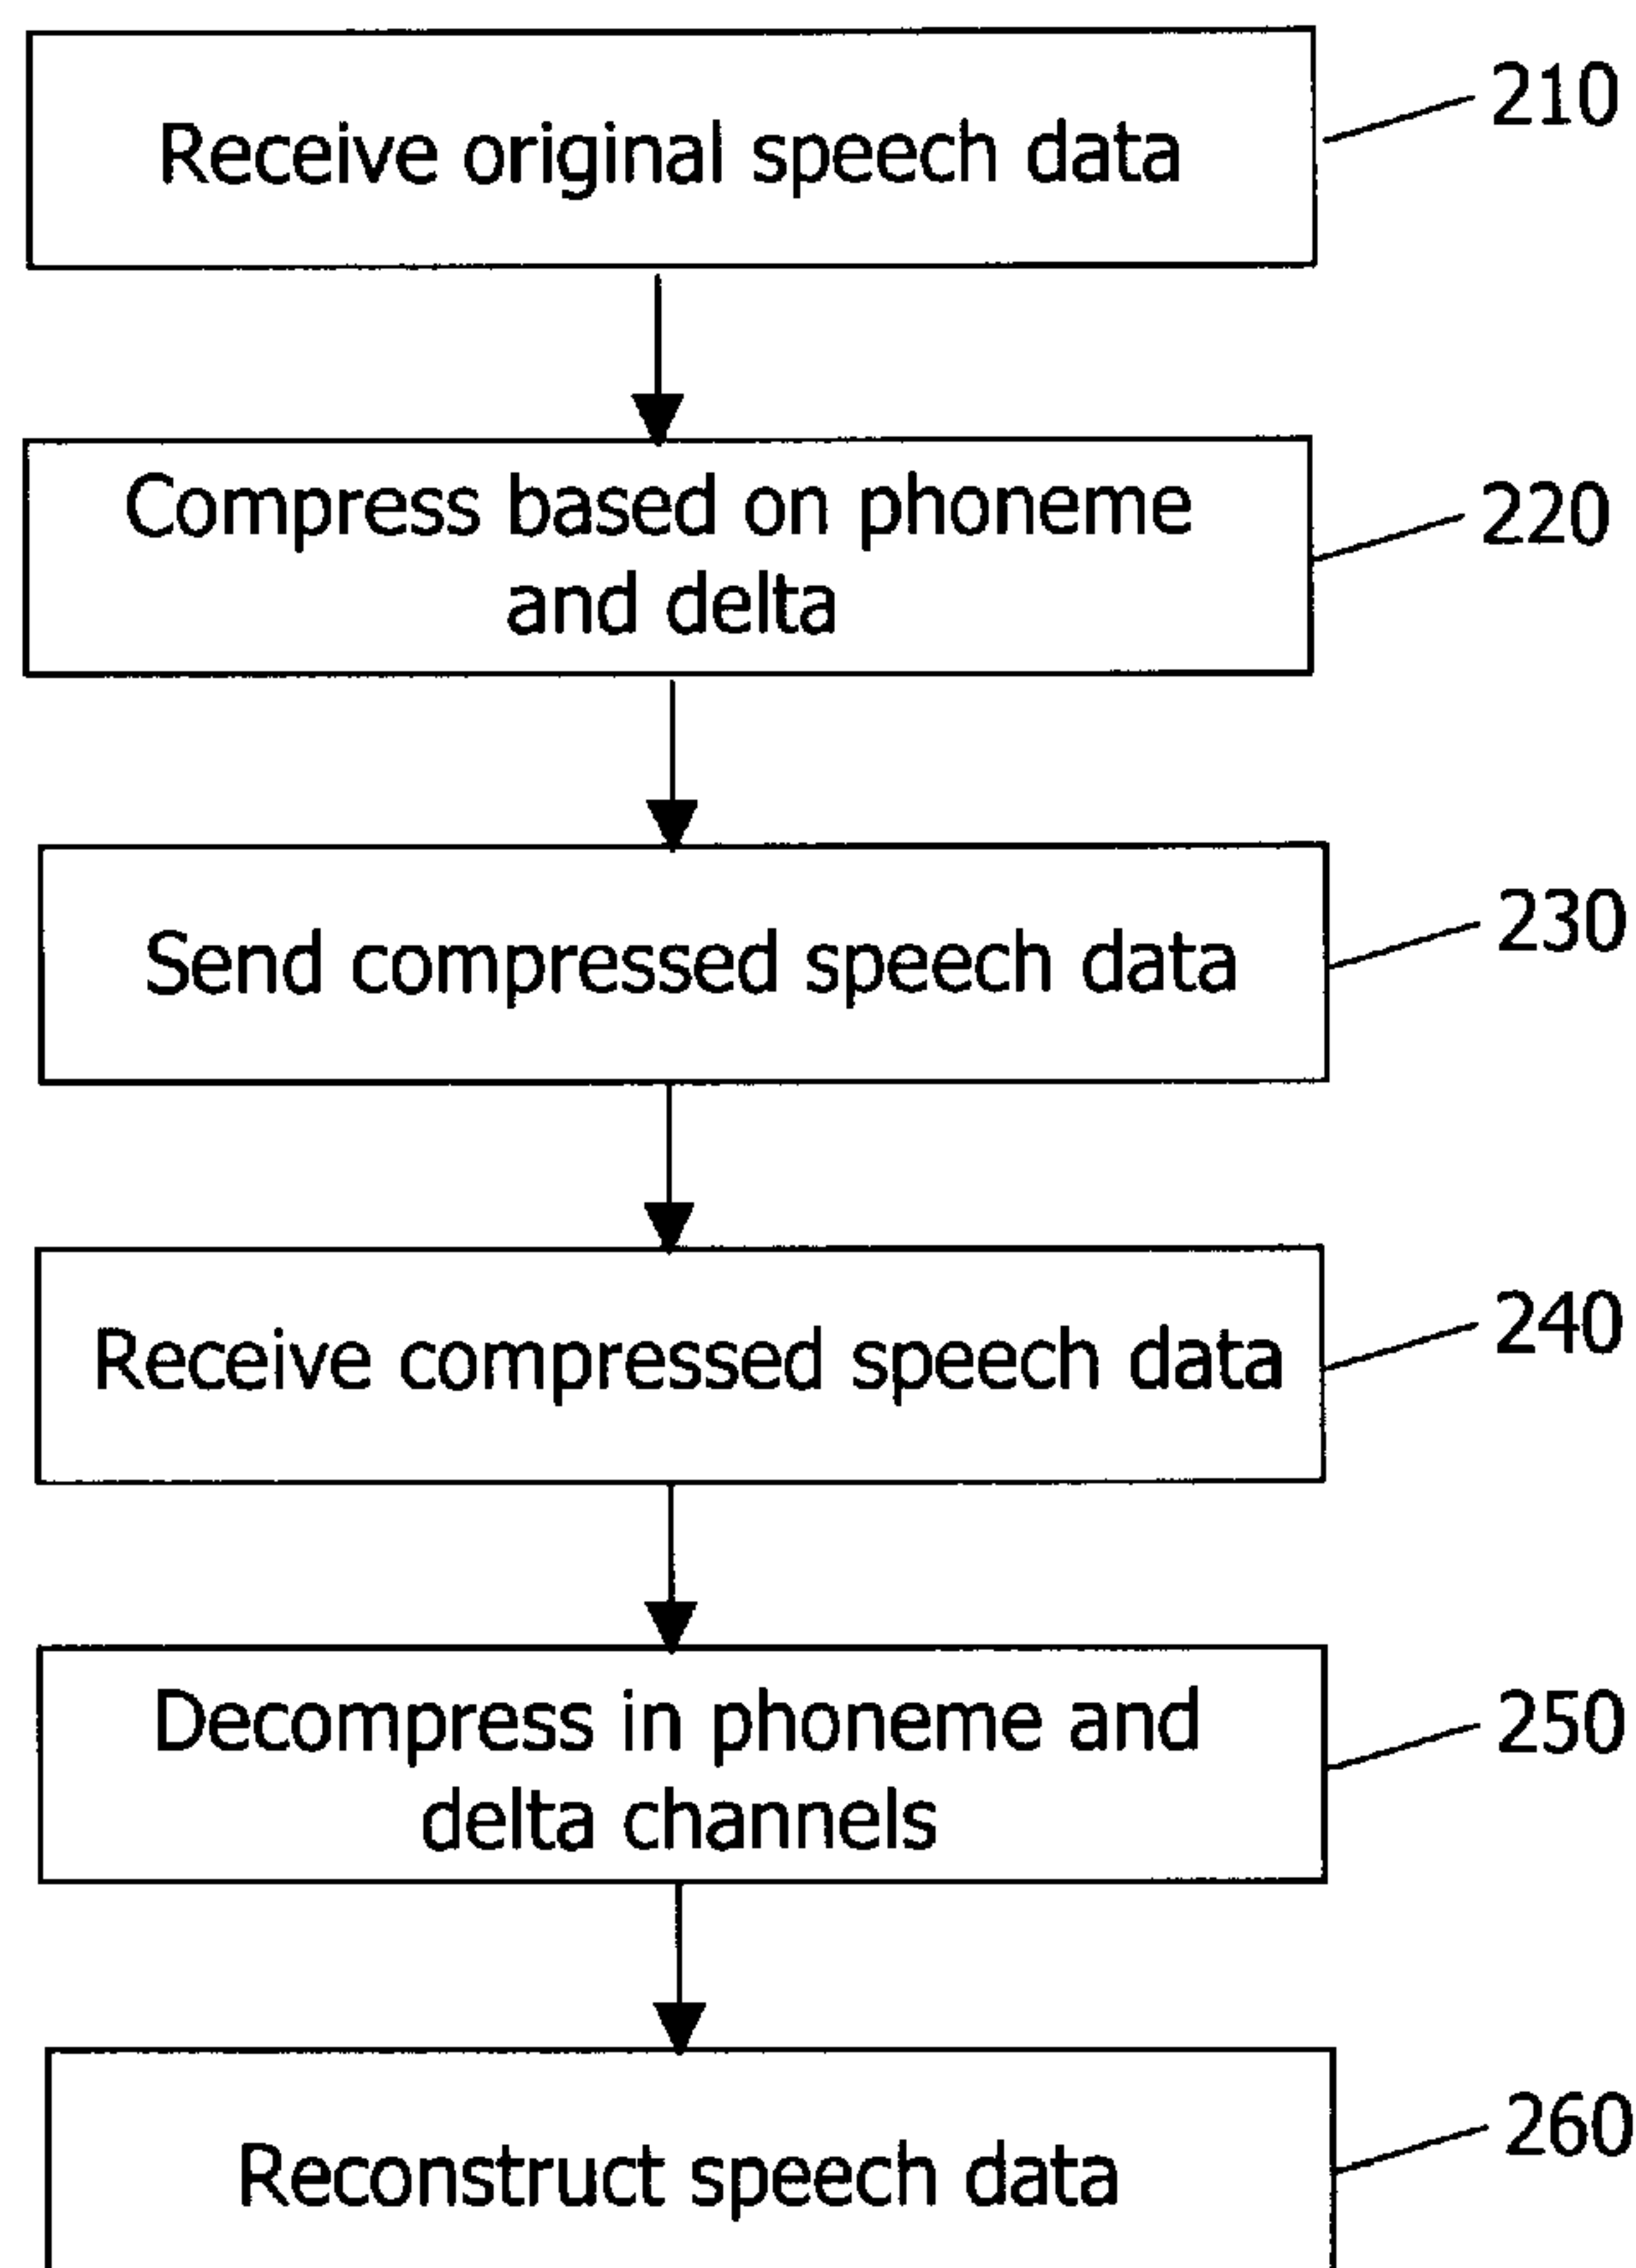 Receive original speech data
210
Compress based on phoneme
and delta
220
Send compressed speech data
230
Receive compressed speech data
240
Decompress in phoneme and
delta channels
250
Reconstruct speech data
260